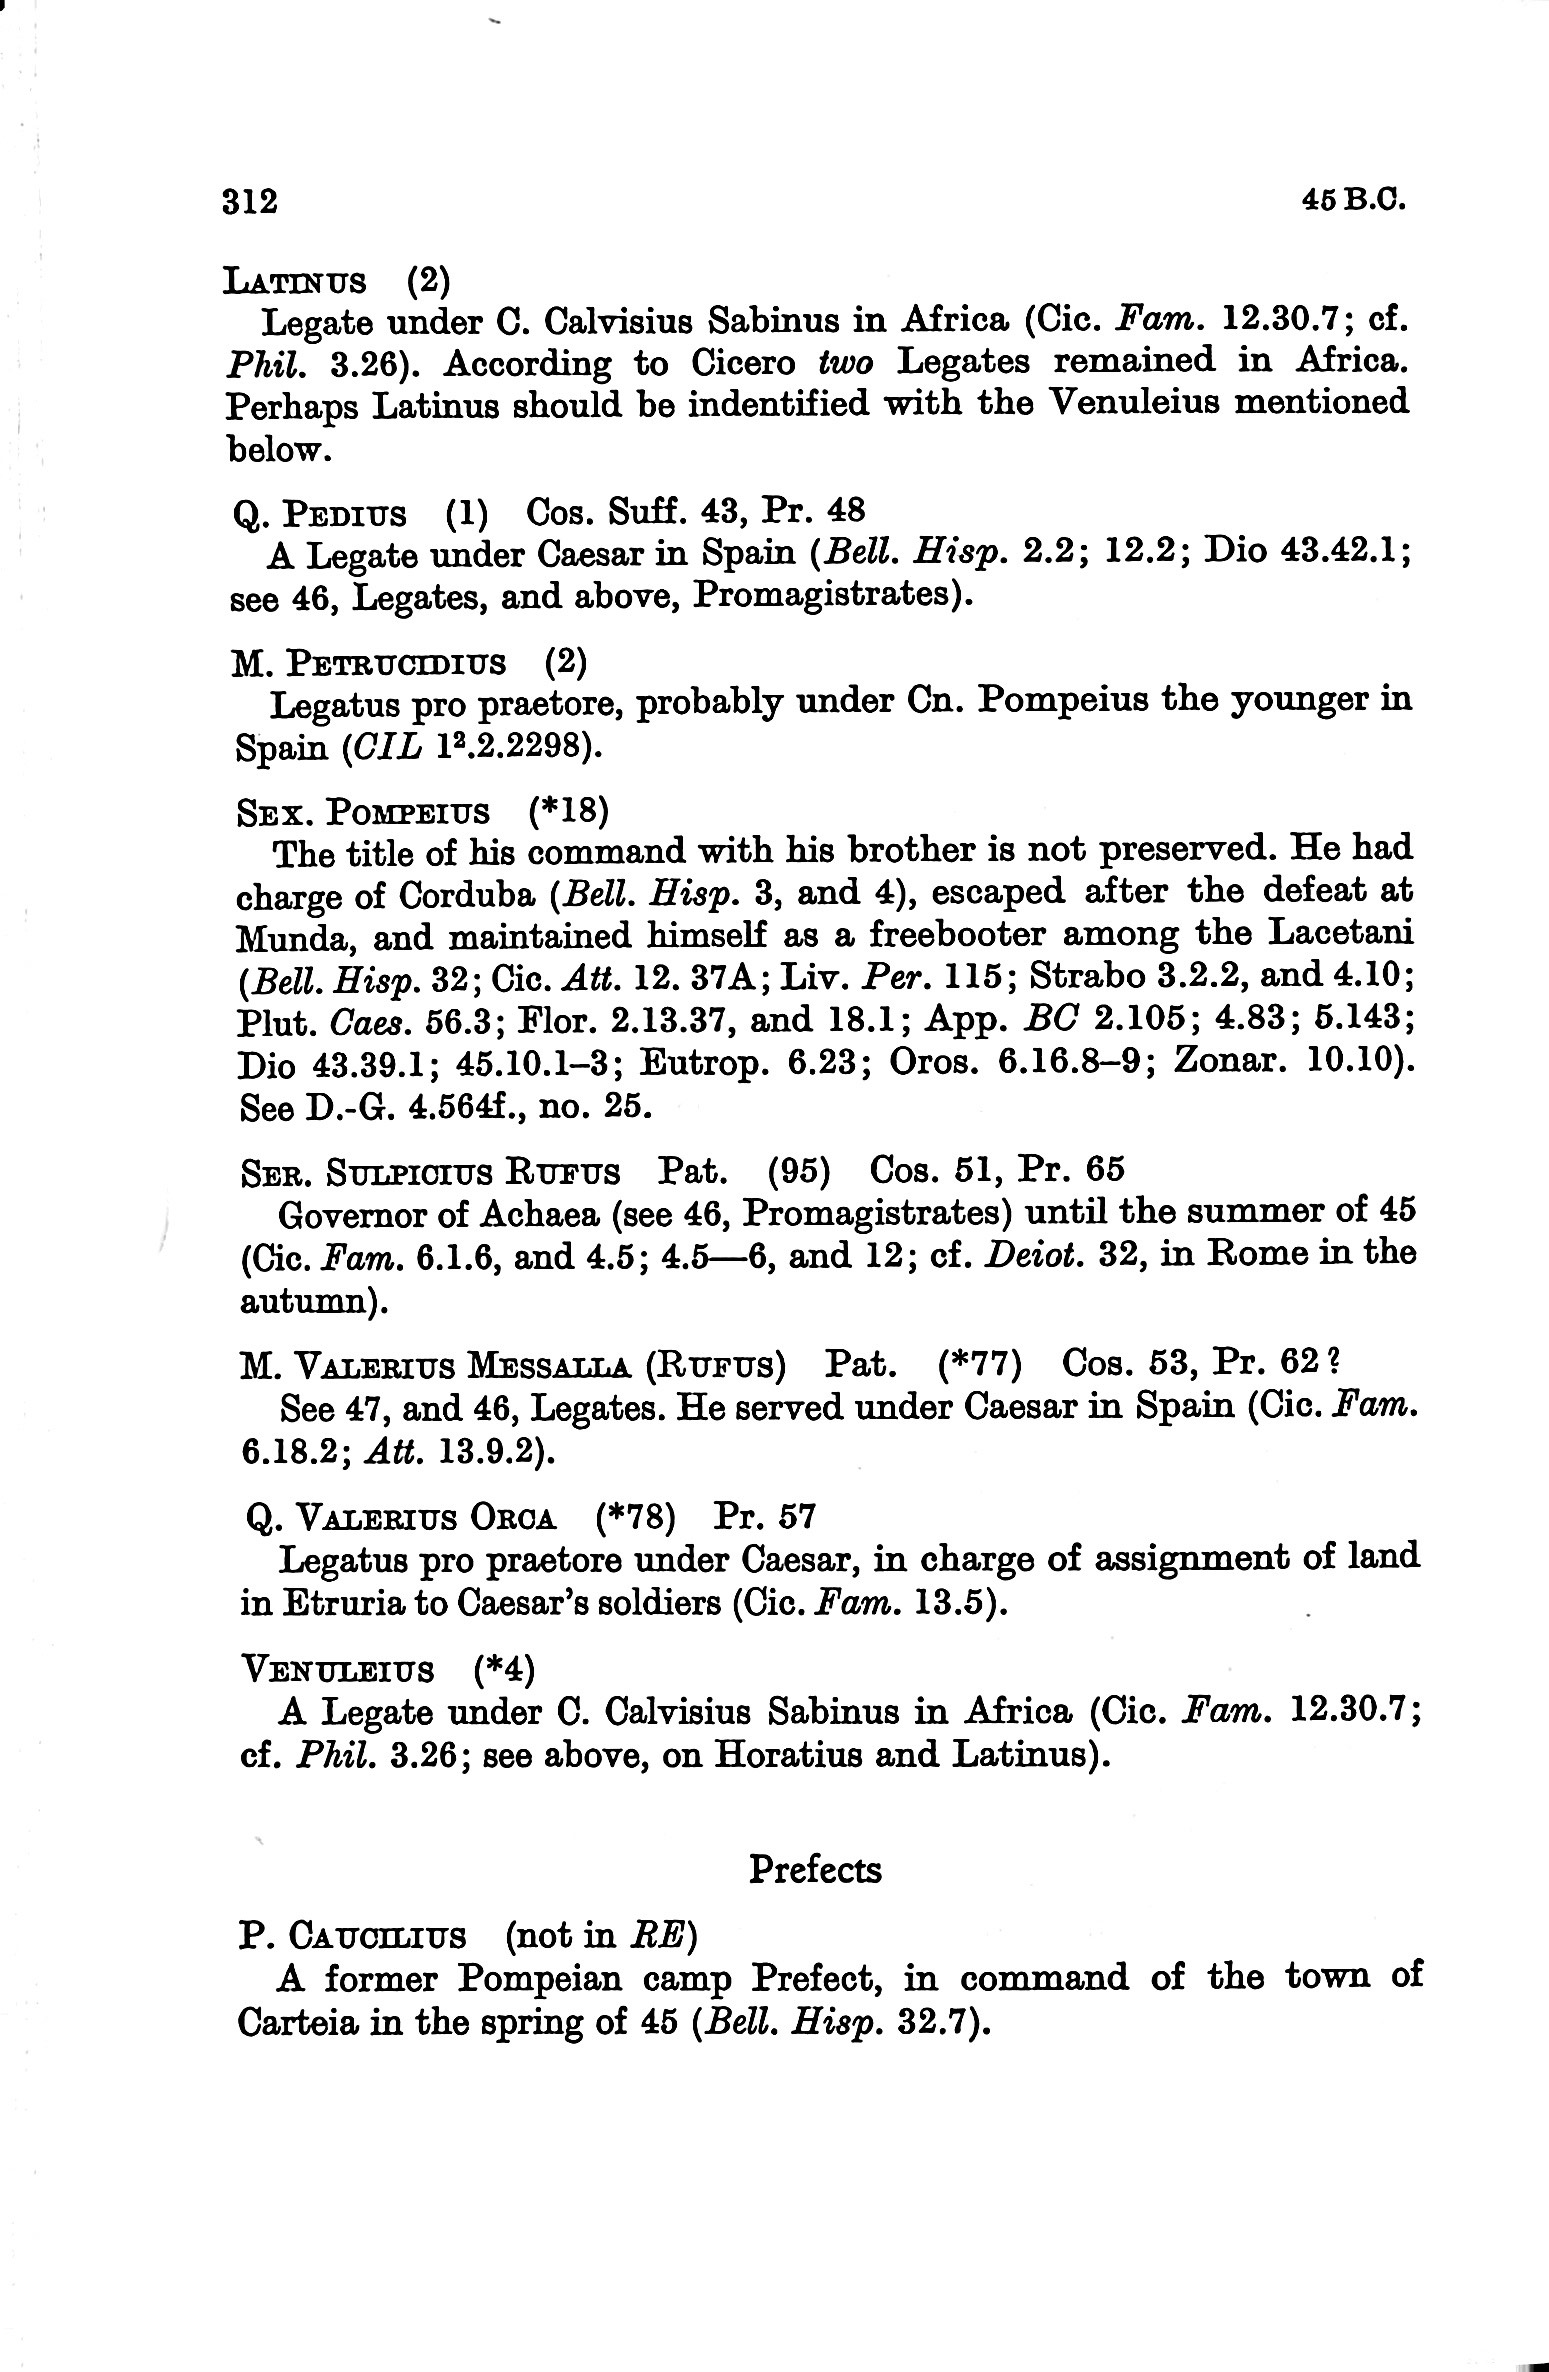 312 45 B.C.
LATINUS (2)
Legate under C. Calvisius Sabinus in Africa (Cic. Fam. 12.30.7; cf.
Phil. 3.26). According to Cicero two Legates remained in Africa.
Perhaps Latinus should be indentified with the Venuleius mentioned
below.
Q. PEDIUS (1) Cos. Suff. 43, Pr. 48
A Legate under Caesar in Spain (Bell. Hisp. 2.2; 12.2; Dio 43.42.1;
see 46, Legates, and above, Promagistrates).
M. PETRUCIDIUS (2)
Legatus pro praetore, probably under Cn. Pompeius the younger in
Spain (CIL 1².2.2298).
SEX. POMPEIUS (*18)
The title of his command with his brother is not preserved. He had
charge of Corduba (Bell. Hisp. 3, and 4), escaped after the defeat at
Munda, and maintained himself as a freebooter among the Lacetani
(Bell. Hisp. 32; Cic. Att. 12. 37A; Liv. Per. 115; Strabo 3.2.2, and 4.10;
Plut. Caes. 56.3; Flor. 2.13.37, and 18.1; App. BC 2.105; 4.83; 5.143;
Dio 43.39.1; 45.10.1–3; Eutrop. 6.23; Oros. 6.16.8–9; Zonar. 10.10).
See D.-G. 4.564f., no. 25.
SER. SULPICIUS RUFUS Pat. (95) Cos. 51, Pr. 65
Governor of Achaea (see 46, Promagistrates) until the summer of 45
(Cic. Fam. 6.1.6, and 4.5; 4.5—6, and 12; cf. Deiot. 32, in Rome in the
autumn).
M. VALERIUS MESSALLA (RUFUS) Pat. (*77) Cos. 53, Pr. 62?
See 47, and 46, Legates. He served under Caesar in Spain (Cic. Fam.
6.18.2; Att. 13.9.2).
Q. VALERIUS ORCA (*78) Pr. 57
Legatus pro praetore under Caesar, in charge of assignment of land
in Etruria to Caesar's soldiers (Cic. Fam. 13.5).
VENULEIUS (*4)
A Legate under C. Calvisius Sabinus in Africa (Cic. Fam. 12.30.7;
cf. Phil. 3.26; see above, on Horatius and Latinus).
Prefects
P. CAUCILIUS (not in RE)
A former Pompeian camp Prefect, in command of the town of
Carteia in the spring of 45 (Bell. Hisp. 32.7).